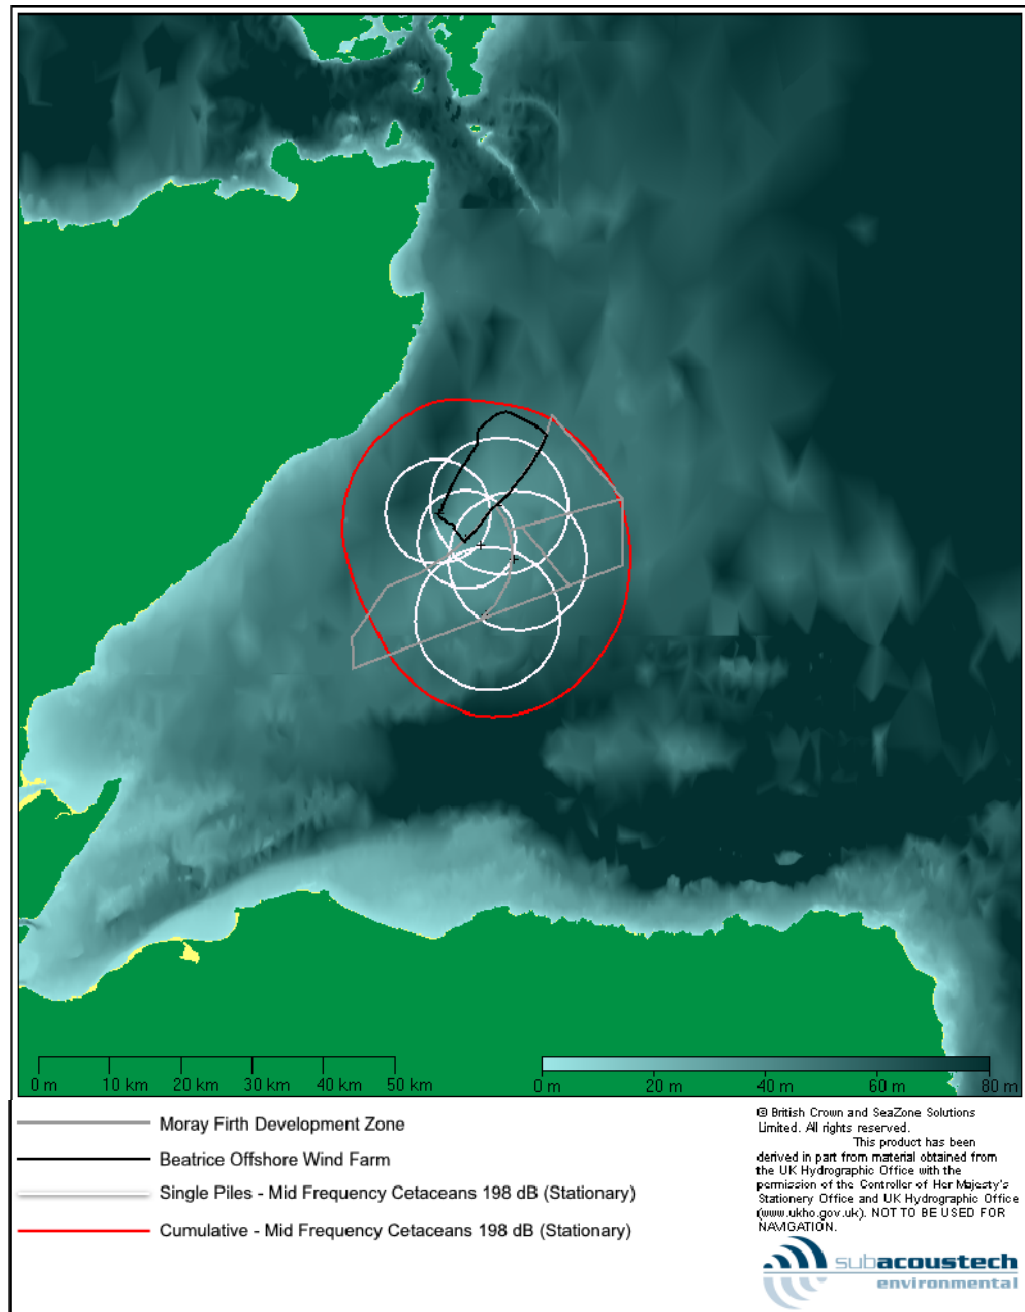 0 m 10 km 20 km 30 km 40 km 50 km
0 m 20 m 40 m 60 m 80 m
Moray Firth Development Zone
Beatrice Offshore Wind Farm
Single Piles - Mid Frequency Cetaceans 198 dB (Stationary)
Cumulative - Mid Frequency Cetaceans 198 dB (Stationary)
© British Crown and SeaZone Solutions
Limited. All rights reserved.
This product has been
derived in part from material obtained from
the UK Hydrographic Office with the
permission of the Controller of Her Majesty's
Stationery Office and UK Hydrographic Office
(www.ukho.gov.uk). NOT TO BE USED FOR
NAVIGATION.
subacoustech
environmental